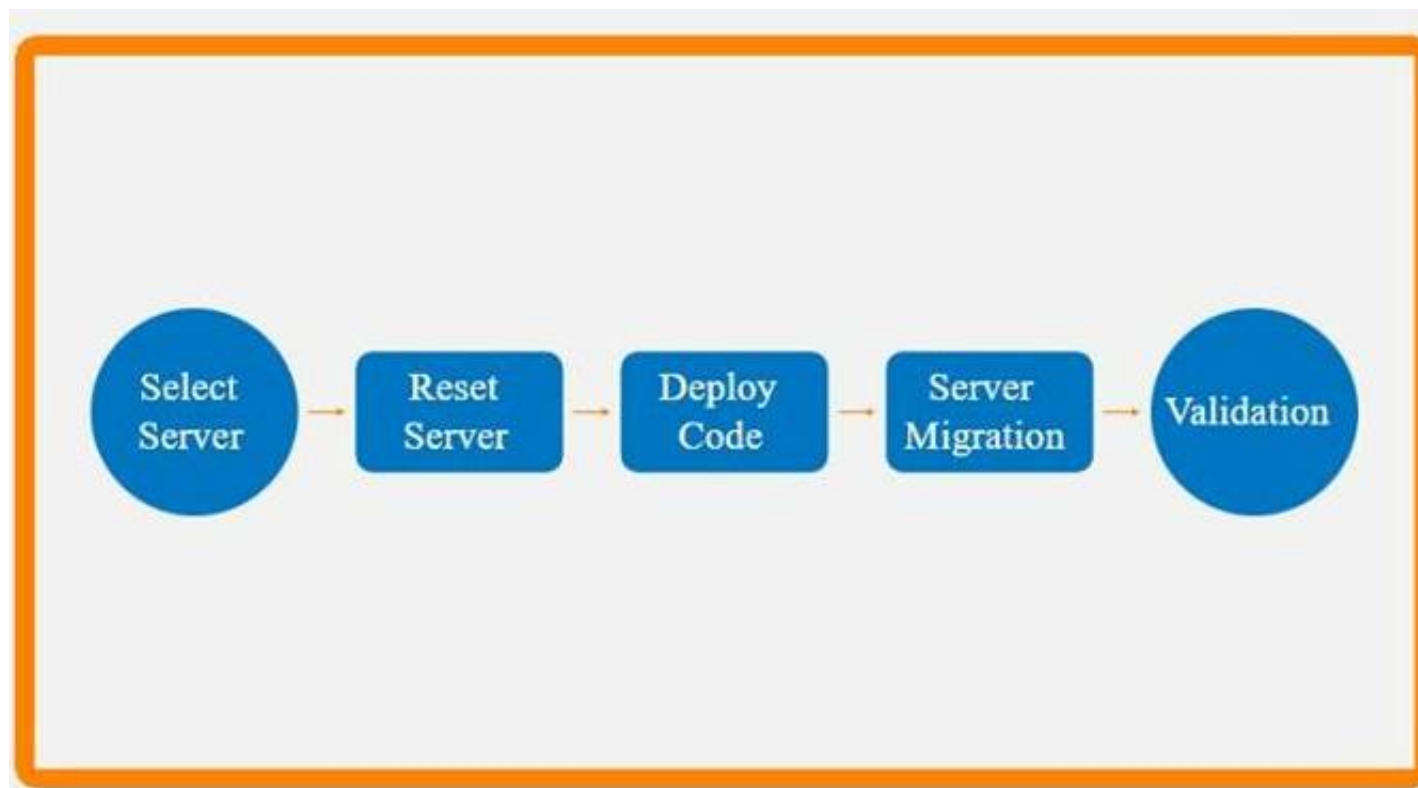 Select
Server
Reset
Server
Deploy
Code
Server
Migration
Validation